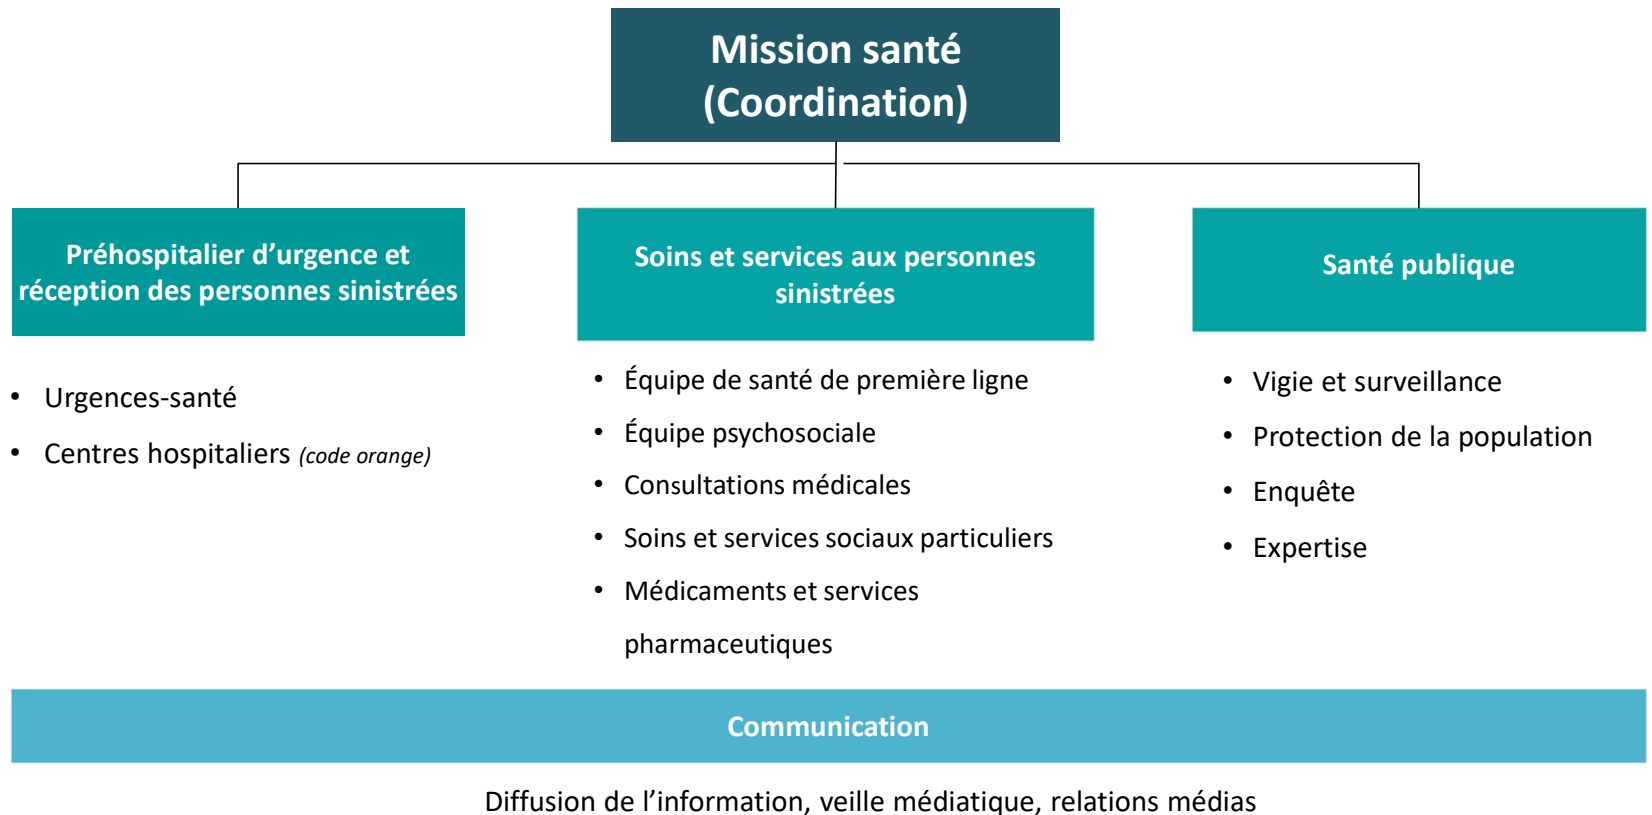 Mission santé
(Coordination)
Préhospitalier d’urgence et
réception des personnes sinistrées
• Urgences-santé
• Centres hospitaliers (code orange)
Soins et services aux personnes
sinistrées
• Équipe de santé de première ligne
• Équipe psychosociale
• Consultations médicales
• Soins et services sociaux particuliers
• Médicaments et services
pharmaceutiques
Santé publique
• Vigie et surveillance
• Protection de la population
• Enquête
• Expertise
Communication
Diffusion de l’information, veille médiatique, relations médias